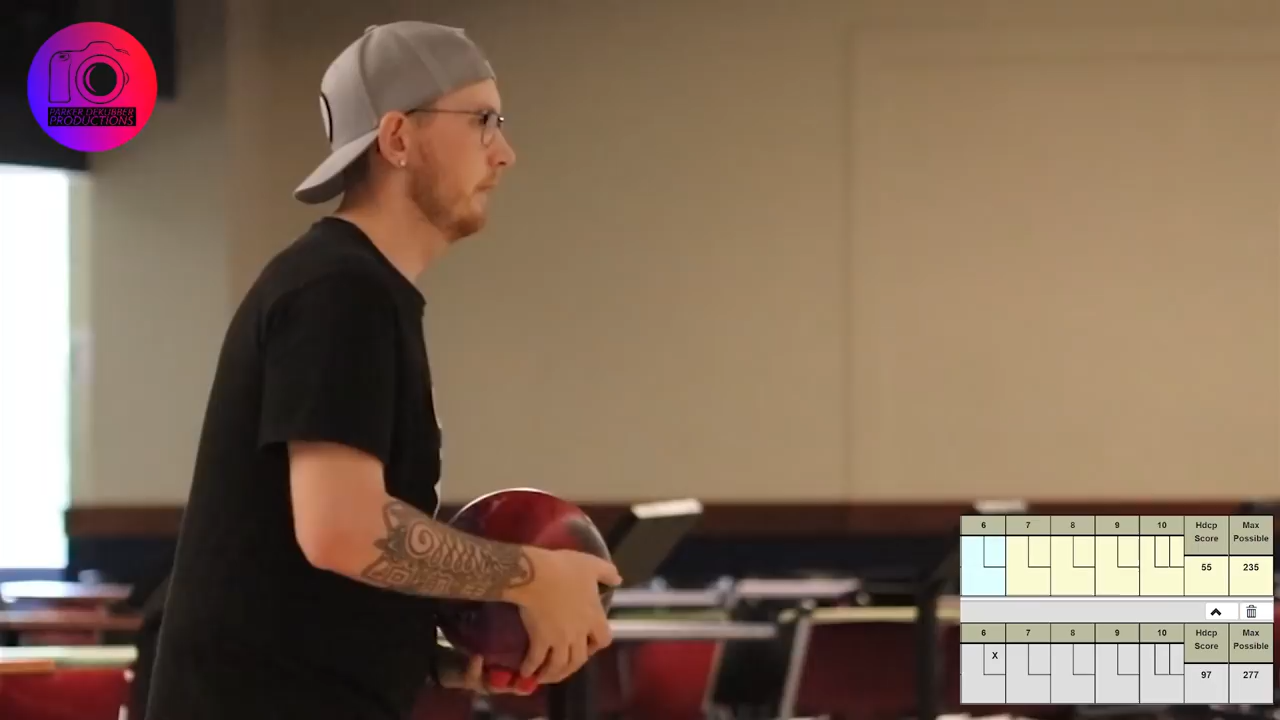 PARKER DEKUBBER
PRODUCTIONS
6 7 8 9 10 Hdcp Score Max Possible
55 235
6 7 8 9 10 Hdcp Score Max Possible
X 97 277